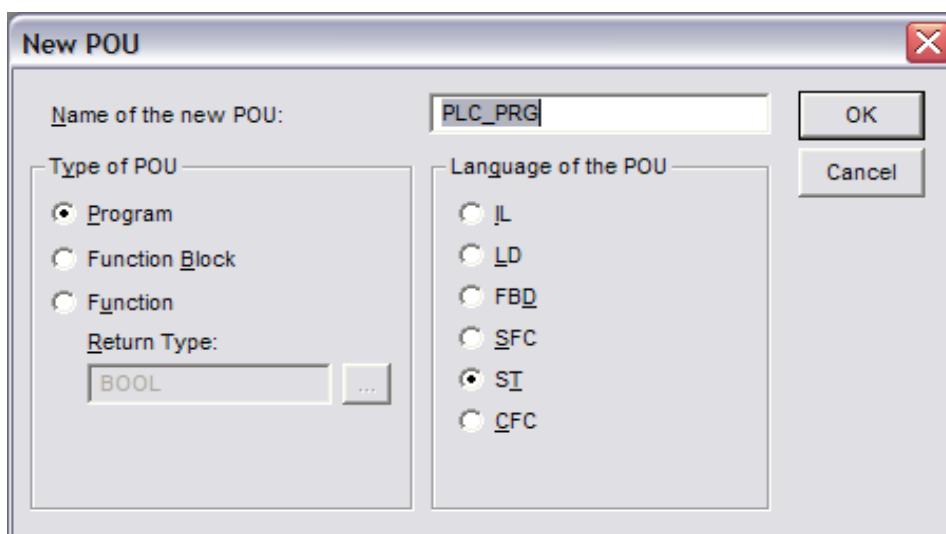 New POU
Name of the new POU:
PLC_PRG
OK
Cancel
Type of POU
Program
Function Block
Function
Return Type:
BOOL
...
Language of the POU
IL
LD
FBD
SFC
ST
CFC